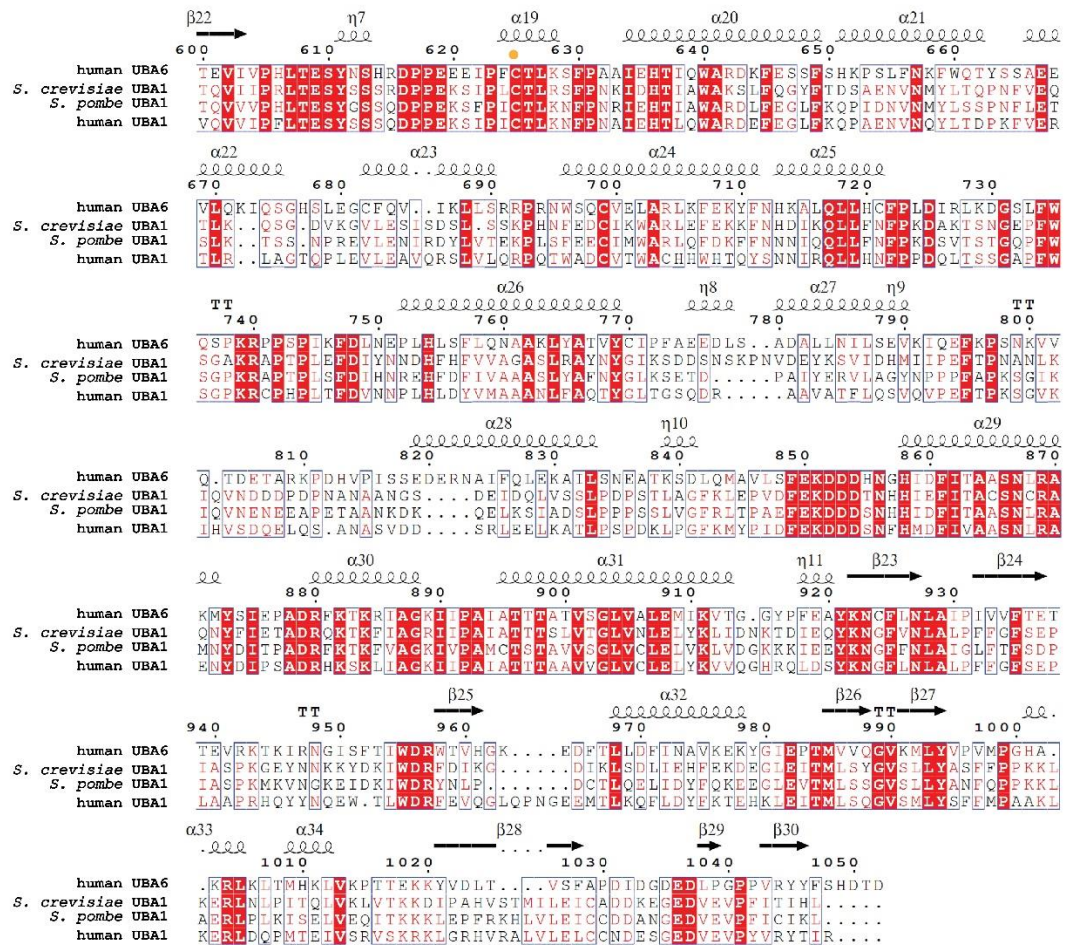 β22 η7 α19 α20 α21
600 610 620 630 640 650 660
human UBA6 TEVIVPHLTESYNSHRDPPEEEIPFCTLKSFPAAIEHTIQWARDKFESSFSHKPSLFNKFWQTYSSAEE
S. crevisiae UBA1 TQVIIPRLTESYSSSRDPPEKSIPLCTLRSFPNKIDHTIAWAKSLFQGYFTDSAENVNMYLTQPNFVEQ
S. pombe UBA1 TQVVVPHLTESYSSSRDPPEKSFPICTLKNFPNRIEHTIAWARDLFEGLFKQPIDNVNMYLSSPNFLET
human UBA1 VQVVIPFLTESYSSSQDPPEKSIPICTLKNFPNAIEHTLQWARDEFEGLFKQPAENVNQYLTDPKFVER
α22 α23 α24 α25
670 680 690 700 710 720 730
human UBA6 VLQKIQSGHSLEGCFQV..IKLLSRRPRNWSQCVELARLKFEKYFNHKALQLLHCFPLDIRLKDGSLFW
S. crevisiae UBA1 TLK..QSG.DVKGVLESISDSL.SSKPHNFEDCIKWARLEFEKKFNHDIKQLLFNFPKDAKTSNGEPFW
S. pombe UBA1 SLK..TSS.NPREVLENIRDYLVTEKPLSFEECIMWARLQFDKFFNNNIQQLLFNFPKDSVTSTGQPFW
human UBA1 TLR..LAGTQPLEVLEAVQRSLVLQRPQTWADCVTWACHHWHTQYSNNIRQLLHNFPPDQLTSSGAPFW
TT α26 η8 α27 η9 TT
740 750 760 770 780 790 800
human UBA6 QSPKRPPSPIKFDLNEPLHLSFLQNAAKLYATVYCIPFAEEDLS..ADALLNILSEVKIQEFKPSNKVV
S. crevisiae UBA1 SGAKRAPTPLEFDIYNNDHFHFVVAGASLRAYNYGIKSDDSNSKPNVDEYKSVIDHMIIPEFTPNANLK
S. pombe UBA1 SGPKRAPTPLSFDIHNREHFDFIVAAASLYAFNYGLKSETD.....PAIYERVLAGYNPPPFAPKSGIK
human UBA1 SGPKRCPHPLTFDVNNPLHLDYVMAAANLFAQTYGLTGSQDR.....AAVATFLQSVQVPEFTPKSGVK
α28 η10 α29
810 820 830 840 850 860 870
human UBA6 Q.TDETARKPDHVPISSEDERNAIFQLEKAILSNEATKSDLQMAVLSFEKDDDHNGHIDFITAASNLRA
S. crevisiae UBA1 IQVNDDDPDPNANAANGS....DEIDQLVSSLPDPSTLAGFKLEPVDFEKDDDTNHHIEFITACSNCRA
S. pombe UBA1 IQVNENEEAPETAANKDK....QELKSIADSLPPPSSLVGFRLTPAEFEKDDDSNHHIDFITAASNLRA
human UBA1 IHVSDQELQS.ANASVDD....SRLEELKATLPSPDKLPGFKMYPIDFEKDDDSNFHMDFIVAASNLRA
α30 α31 η11 β23 β24
880 890 900 910 920 930
human UBA6 KMYSIEPADRFKTKRIAGKIIPAIATTTATVSGLVALEMIKVTG.GYPFEAYKNCFLNLAIPIVVFTET
S. crevisiae UBA1 QNYFIETADRQKTKFIAGRIIPAIATTTSLVTGLVNLELYKLIDNKTDIEQYKNGFVNLALPFFGFSEP
S. pombe UBA1 MNYDITPADRFKTKFVAGKIVPAMCTSTAVVSGLVCLELVKLVDGKKKIEEYKNGFFNLAIGLFTFSDP
human UBA1 ENYDIPSADRHKSKLIAGKIIPAIATTTAAVVGLVCLELYKVVQGHRQLDSYKNGFLNLALPFFGFSEP
TT β25 α32 β26 TT β27
940 950 960 970 980 990 1000
human UBA6 TEVRKTKIRNGISFTIWDRWTVHGK....EDFTLLDFINAVKEKYGIEPTMVVQGVKMLYVPVMPGHA.
S. crevisiae UBA1 IASPKGEYNNKKYDKIWDRFDIKG.......DIKLSDLIEHFEKDEGLEITMLSYGVSLLYASFFPPKKL
S. pombe UBA1 IASPKMKVNGKEIDKIWDRYNLP.......DCTLQELIDYFQKEEGLEVTMLSSGVSLLYANFQPPKKL
human UBA1 LAAPRHQYYNQEW.TLWDRFEVQGLQPNGEEMTLKQFLDYFKTEHKLEITMLSQGVSMLYSFFMPAAKL
α33 α34 β28 β29 β30
1010 1020 1030 1040 1050
human UBA6 .KRLKLTMHKLVKPTTEKKYVDLT...VSFAPDIDGDEDLPGPPVRYYFSHDTD
S. crevisiae UBA1 KERLNLPITQLVKLVTKKDIPAHVSTMILEICADDKEGEDVEVPFITIHL....
S. pombe UBA1 AERLPLKISELVEQITKKKLEPFRKHLVLEICCDDANGEDVEVPFICIKL....
human UBA1 KERLDQPMTEIVSRVSKRKLGRHVRALVLELCCNDESGEDVEVPYVRYTIR...